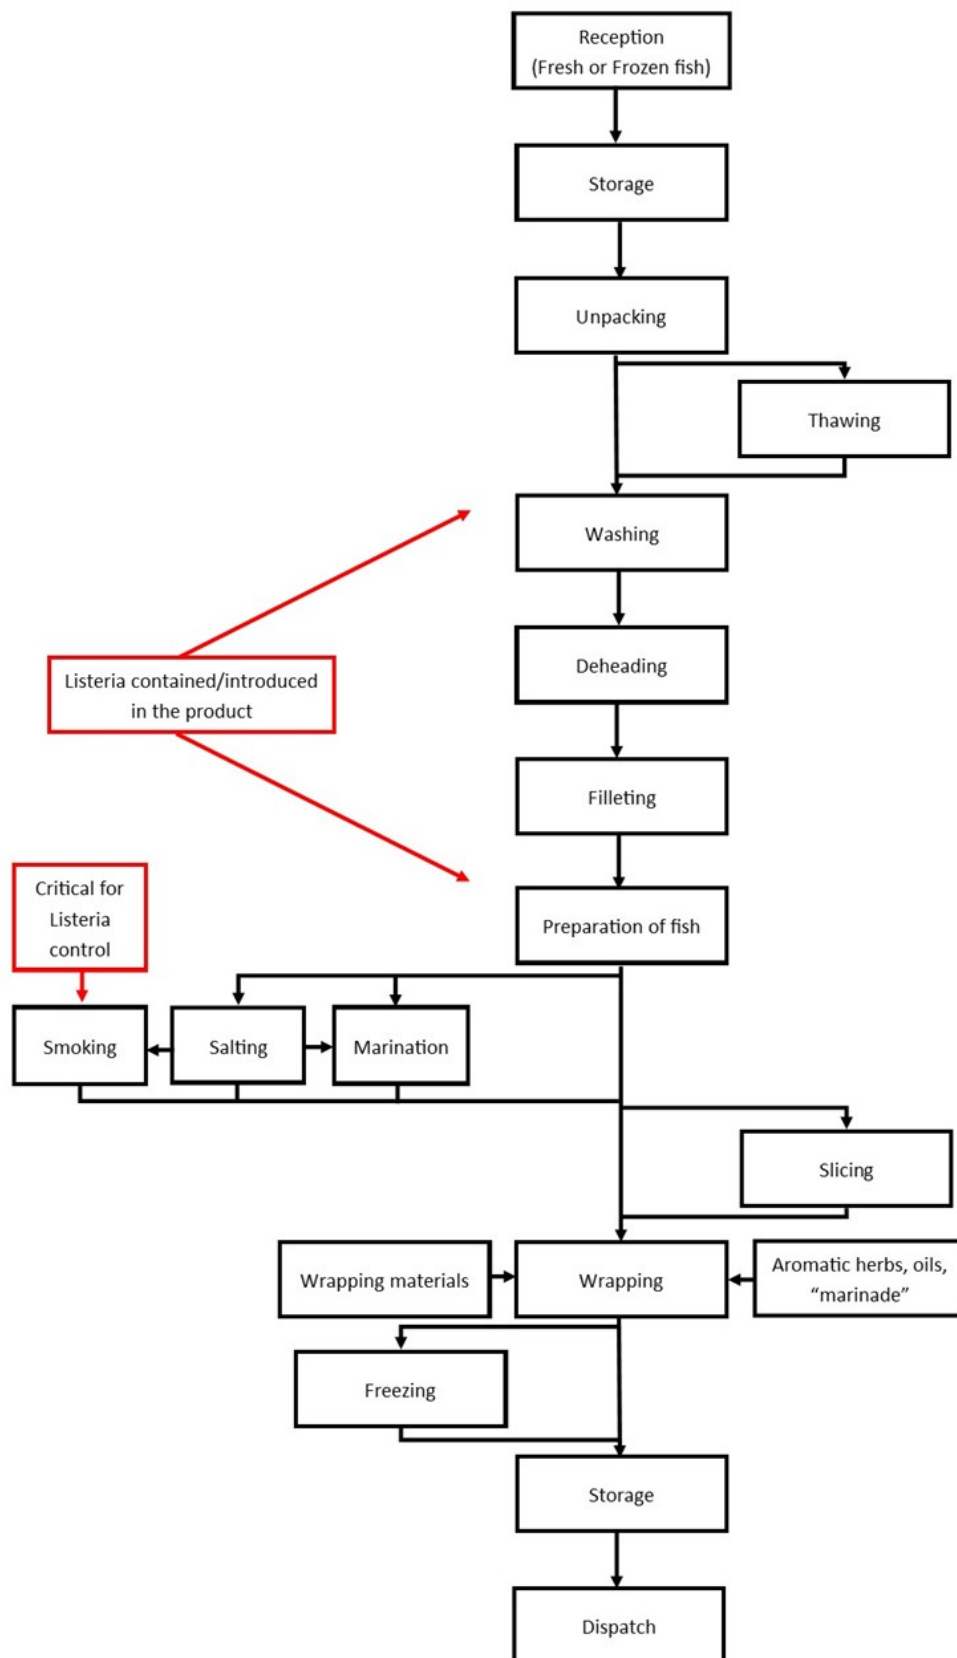 Reception
(Fresh or Frozen fish)
Storage
Unpacking
Thawing
Washing
Deheading
Listeria contained/introduced
in the product
Filleting
Critical for
Listeria
control
Preparation of fish
Smoking
Salting
Marination
Slicing
Wrapping materials
Wrapping
Aromatic herbs, oils,
“marinade”
Freezing
Storage
Dispatch